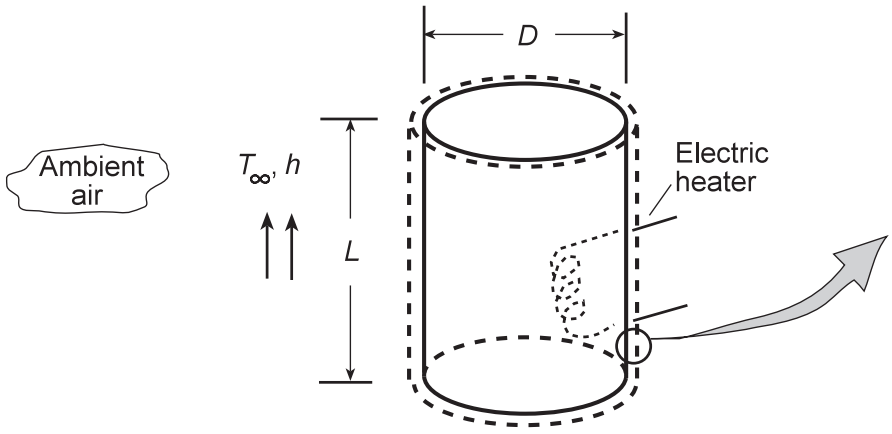 D
Ambient
air
T∞, h
L
Electric
heater